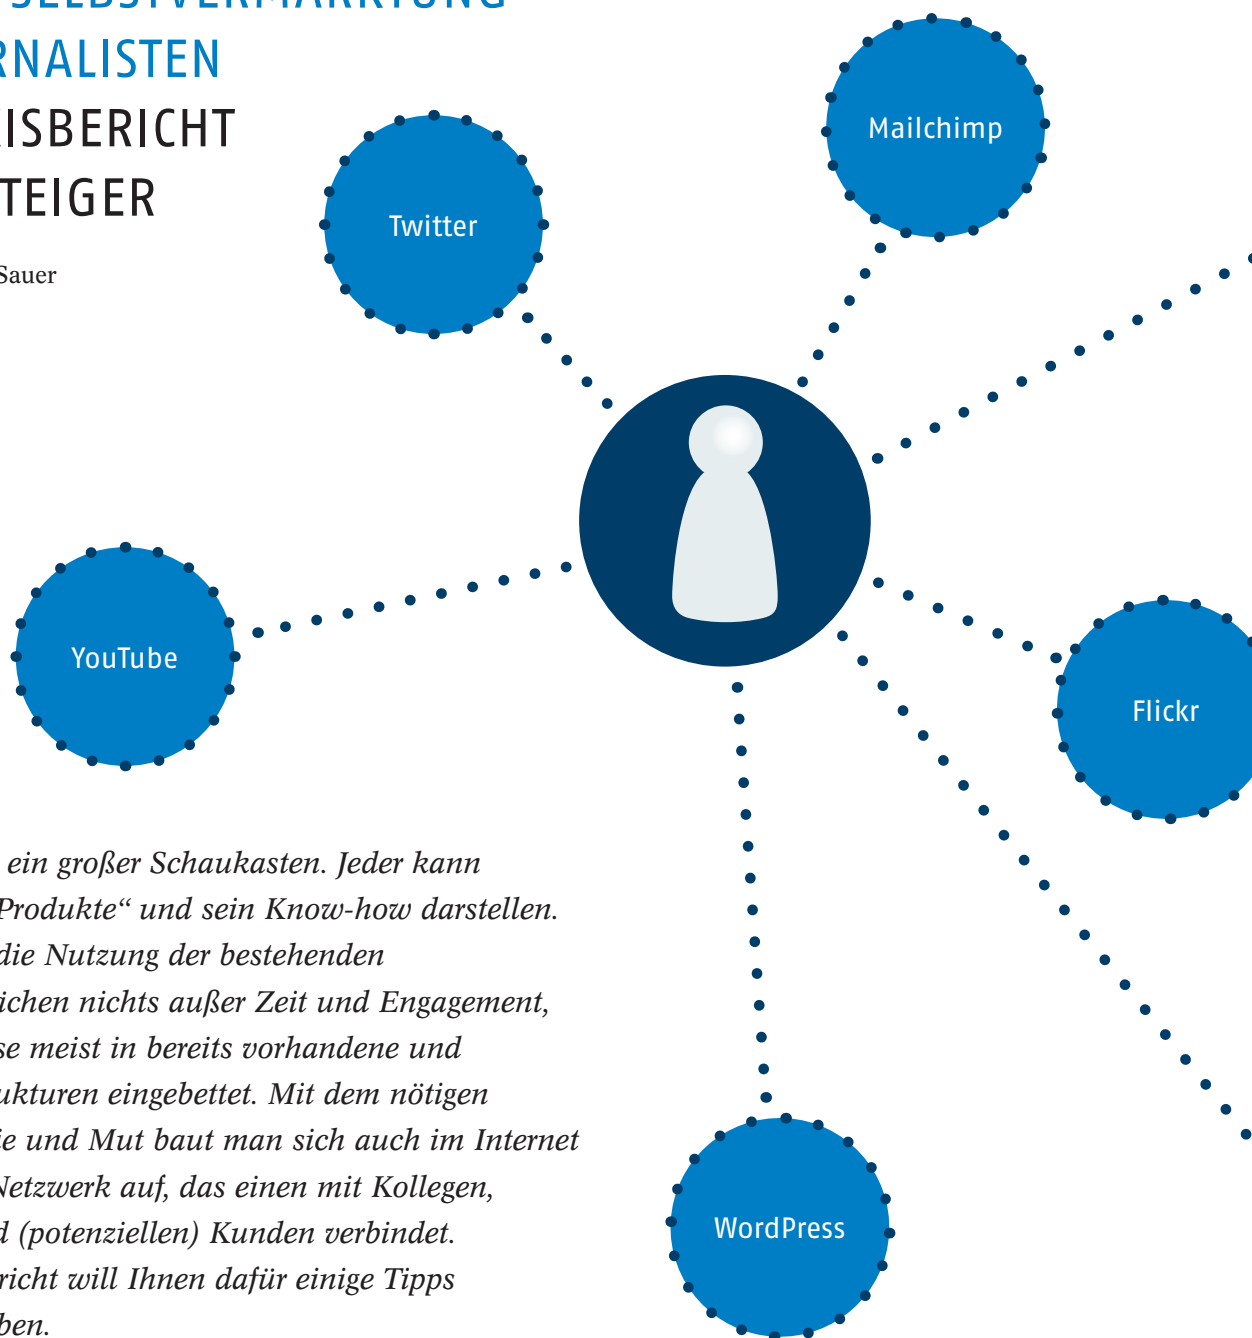 SELBSTVERMARKTUNG
RNALISTEN
ISBERICHT
TEIGER
Sauer
Twitter
Mailchimp
YouTube
Flickr
WordPress
ein großer Schaukasten. Jeder kann
Produkte“ und sein Know-how darstellen.
die Nutzung der bestehenden
ichen nichts außer Zeit und Engagement,
se meist in bereits vorhandene und
ukturen eingebettet. Mit dem nötigen
ie und Mut baut man sich auch im Internet
Netzwerk auf, das einen mit Kollegen,
d (potenziellen) Kunden verbindet.
richt will Ihnen dafür einige Tipps
ben.